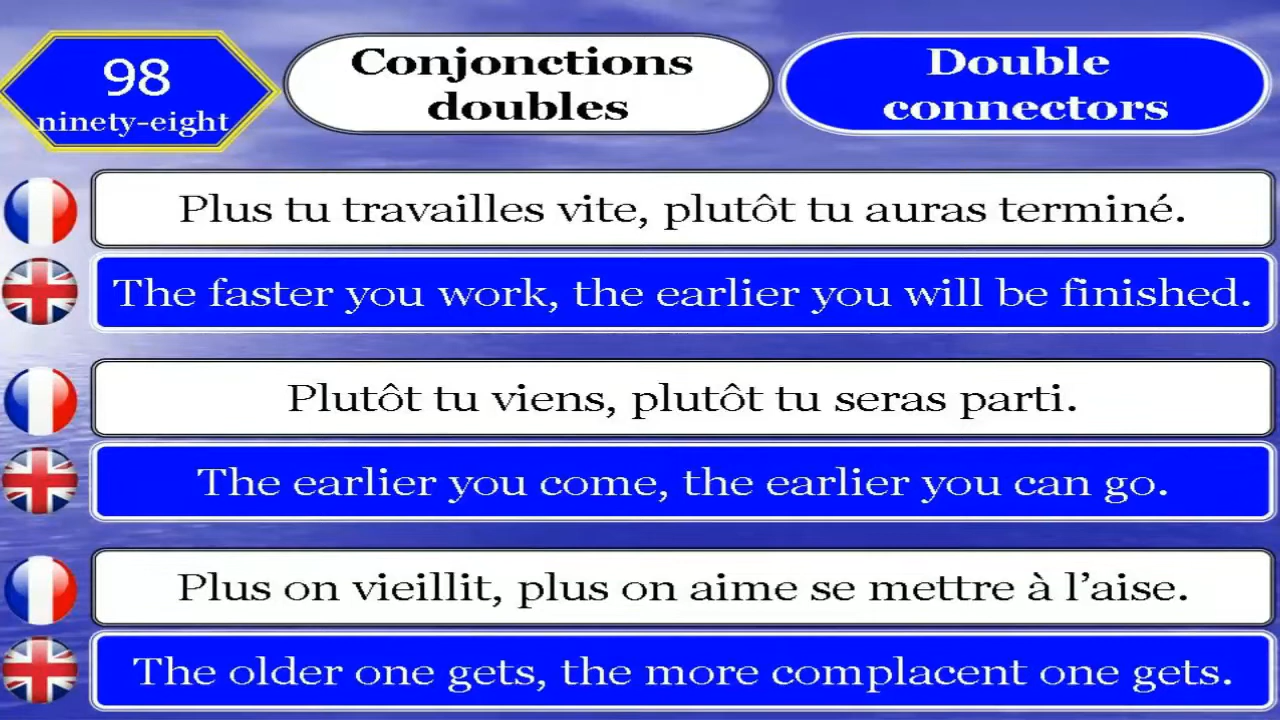 98
ninety-eight
Conjonctions
doubles
Double
connectors
Plus tu travailles vite, plutôt tu auras terminé.
The faster you work, the earlier you will be finished.
Plutôt tu viens, plutôt tu seras parti.
The earlier you come, the earlier you can go.
Plus on vieillit, plus on aime se mettre à l’aise.
The older one gets, the more complacent one gets.